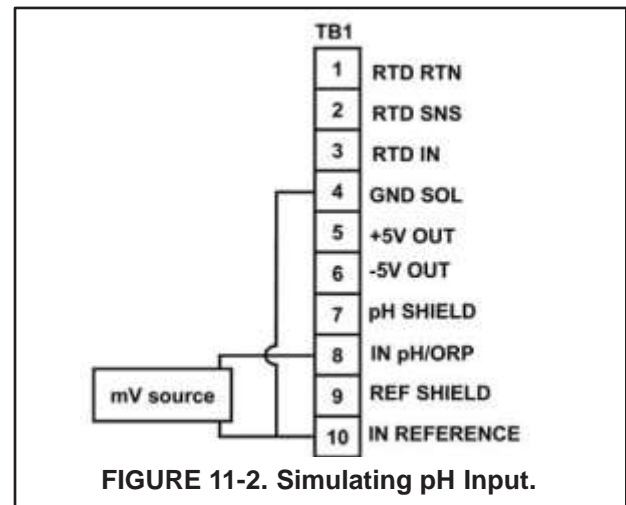 TB1
1 RTD RTN
2 RTD SNS
3 RTD IN
4 GND SOL
5 +5V OUT
6 -5V OUT
7 pH SHIELD
8 IN pH/ORP
mV source
9 REF SHIELD
10 IN REFERENCE
FIGURE 11-2. Simulating pH Input.